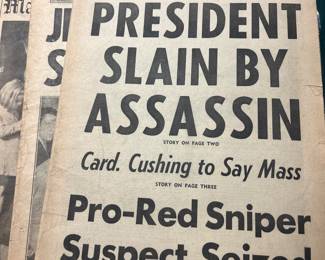 Ma
J
S
PRESIDENT
SLAIN BY
ASSASSIN
STORY ON PAGE TWO
Card. Cushing to Say Mass
STORY ON PAGE THREE
Pro-Red Sniper
Suspect Seized